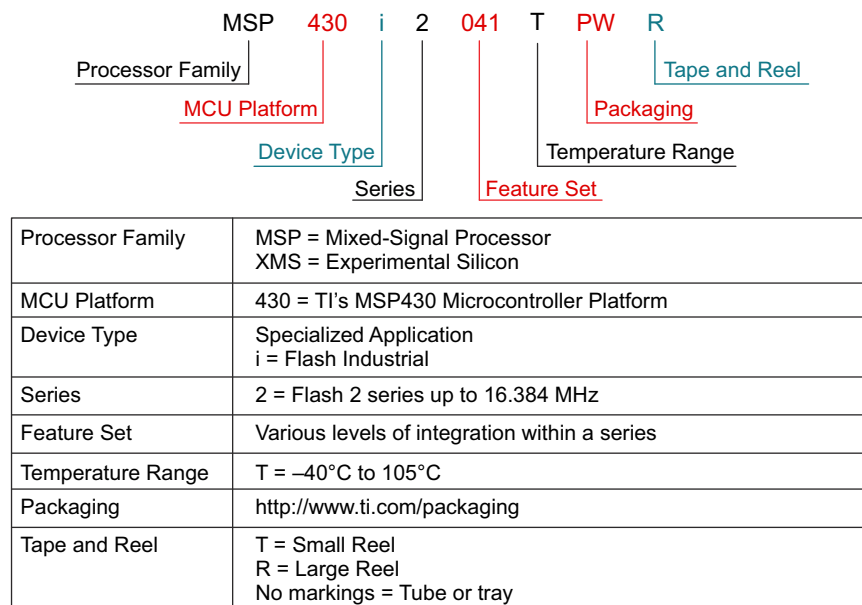 MSP 430 i 2 041 T PW R
Processor Family
Tape and Reel
MCU Platform
Packaging
Device Type
Temperature Range
Series
Feature Set
Processor Family
MSP = Mixed-Signal Processor
XMS = Experimental Silicon
MCU Platform
430 = TI’s MSP430 Microcontroller Platform
Device Type
Specialized Application
i = Flash Industrial
Series
2 = Flash 2 series up to 16.384 MHz
Feature Set
Various levels of integration within a series
Temperature Range
T = –40°C to 105°C
Packaging
http://www.ti.com/packaging
Tape and Reel
T = Small Reel
R = Large Reel
No markings = Tube or tray